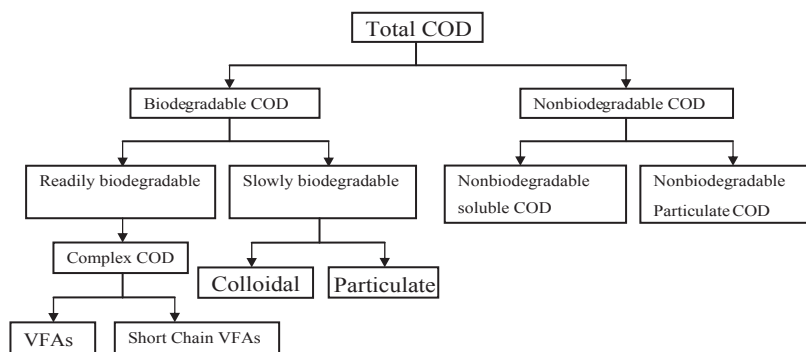 Total COD
Biodegradable COD
Nonbiodegradable COD
Readily biodegradable
Slowly biodegradable
Nonbiodegradable
soluble COD
Nonbiodegradable
Particulate COD
Complex COD
Colloidal
Particulate
VFAs
Short Chain VFAs